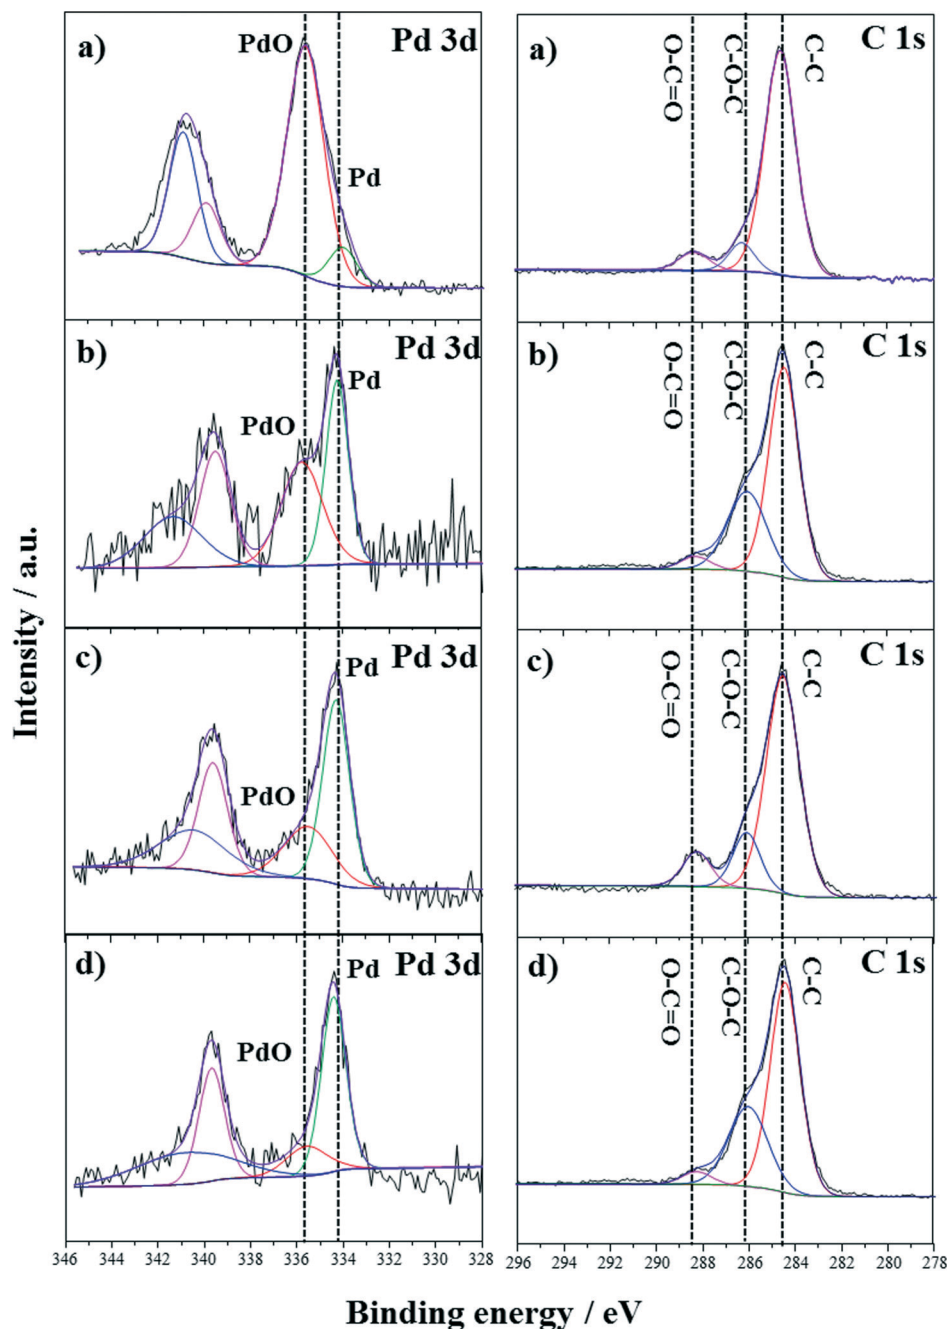 a)
Pd 3d
PdO
Pd
b)
Pd 3d
Pd
PdO
c)
Pd 3d
Pd
PdO
d)
Pd 3d
Pd
PdO
346 344 342 340 338 336 334 332 330 328
a)
C 1s
O-C=O
C-O-C
C-C
b)
C 1s
O-C=O
C-O-C
C-C
c)
C 1s
O-C=O
C-O-C
C-C
d)
C 1s
O-C=O
C-O-C
C-C
296 294 292 290 288 286 284 282 280 278
Intensity / a.u.
Binding energy / eV